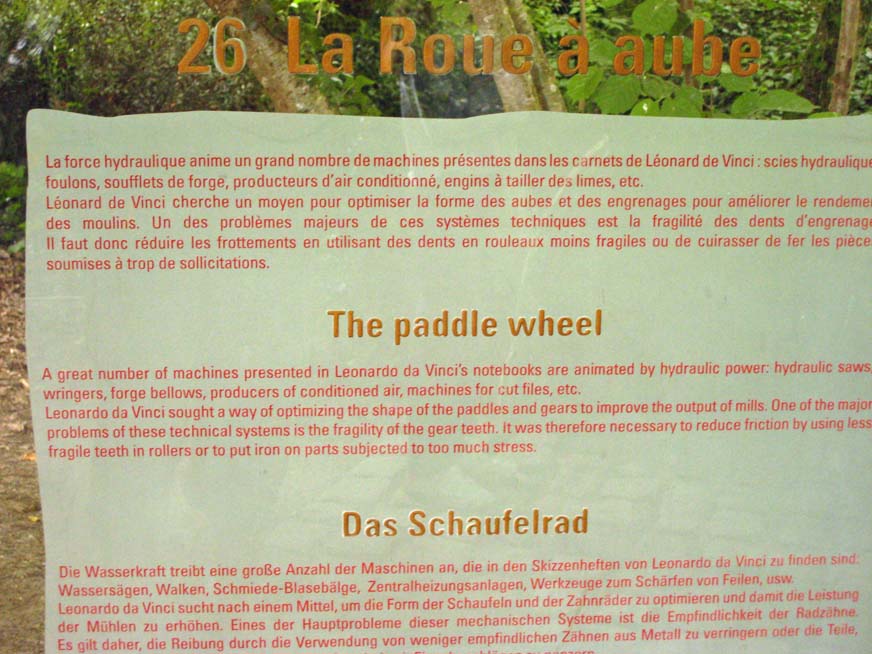 26 La Roue à aube
La force hydraulique anime un grand nombre de machines présentes dans les carnets de Léonard de Vinci : scies hydraulique
foulons, soufflets de forge, producteurs d'air conditionné, engins à tailler des limes, etc.
Léonard de Vinci cherche un moyen pour optimiser la forme des aubes et des engrenages pour améliorer le rendeme
des moulins. Un des problèmes majeurs de ces systèmes techniques est la fragilité des dents d'engrenag
Il faut donc réduire les frottements en utilisant des dents en rouleaux moins fragiles ou de cuirasser de fer les pièce
soumises à trop de sollicitations.
The paddle wheel
A great number of machines presented in Leonardo da Vinci's notebooks are animated by hydraulic power: hydraulic saws,
wringers, forge bellows, producers of conditioned air, machines for cut files, etc.
Leonardo da Vinci sought a way of optimizing the shape of the paddles and gears to improve the output of mills. One of the major
problems of these technical systems is the fragility of the gear teeth. It was therefore necessary to reduce friction by using less
fragile teeth in rollers or to put iron on parts subjected to too much stress.
Das Schaufelrad
Die Wasserkraft treibt eine große Anzahl der Maschinen an, die in den Skizzenheften von Leonardo da Vinci zu finden sind:
Wassersägen, Walken, Schmiede-Blasebälge, Zentralheizungsanlagen, Werkzeuge zum Schärfen von Feilen, usw.
Leonardo da Vinci sucht nach einem Mittel, um die Form der Schaufeln und der Zahnräder zu optimieren und damit die Leistung
der Mühlen zu erhöhen. Eines der Hauptprobleme dieser mechanischen Systeme ist die Empfindlichkeit der Radzähne.
Es gilt daher, die Reibung durch die Verwendung von weniger empfindlichen Zähnen aus Metall zu verringern oder die Teile,